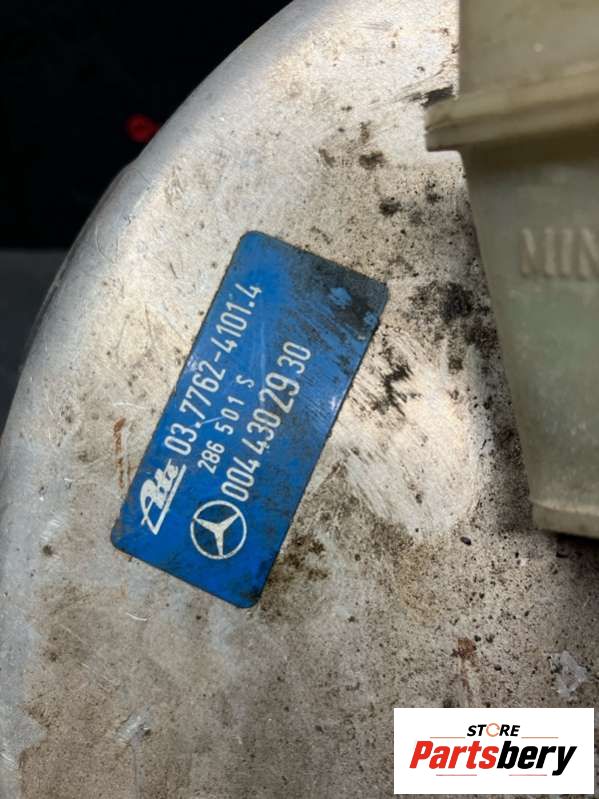 Ate 03.7762-4101.4
286 501 S
004 430 29 30
MIN
STORE
Partsbery